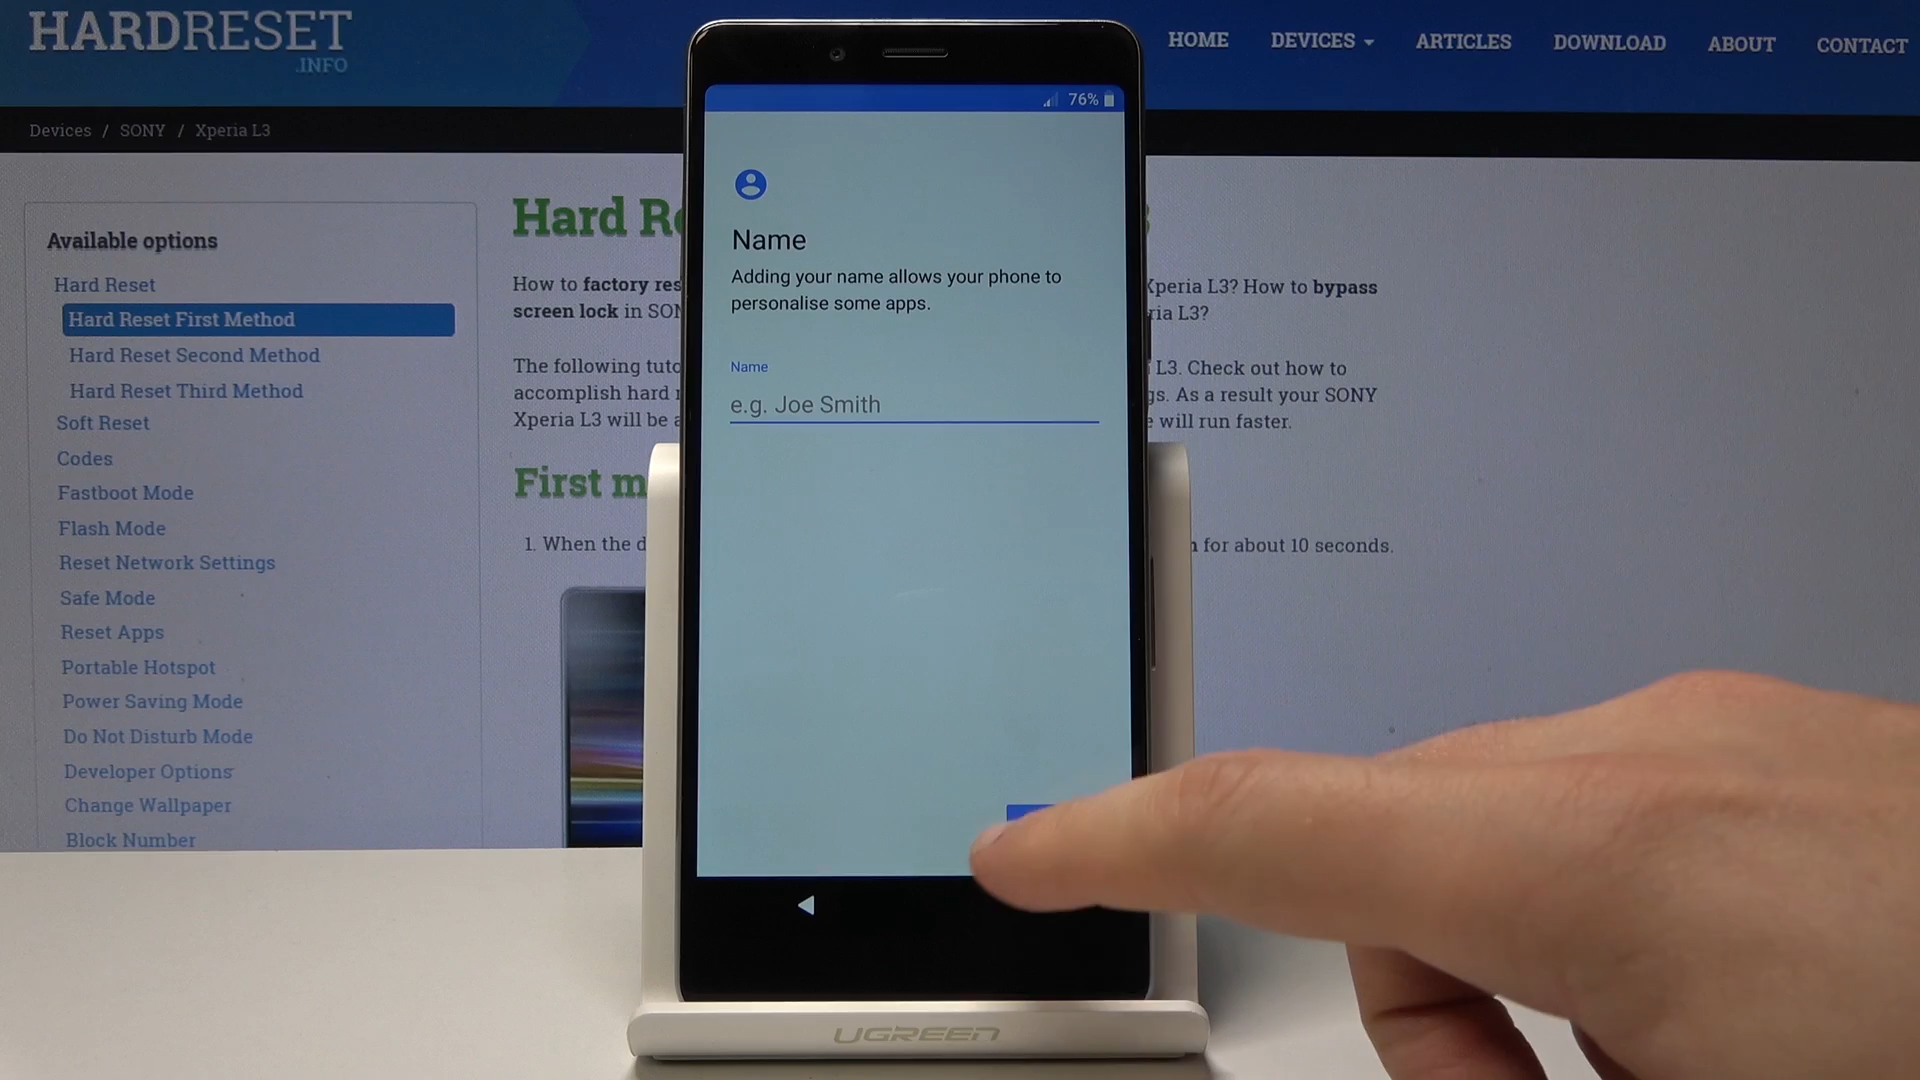 HARDRESET
.INFO
HOME
DEVICES
ARTICLES
DOWNLOAD
ABOUT
CONTACT
Devices / SONY / Xperia L3
Available options
Hard Reset
Hard Reset First Method
Hard Reset Second Method
Hard Reset Third Method
Soft Reset
Codes
Fastboot Mode
Flash Mode
Reset Network Settings
Safe Mode
Reset Apps
Portable Hotspot
Power Saving Mode
Do Not Disturb Mode
Developer Options
Change Wallpaper
Block Number
Hard
How to factory
Xperia L3? How to bypass
screen lock in
L3?
The following
L3. Check out how to
accomplish hard
As a result your SONY
Xperia L3 will be
will run faster.
First
1. When the
for about 10 seconds.
76%
Name
Adding your name allows your phone to
personalise some apps.
Name
e.g. Joe Smith
UGREEN